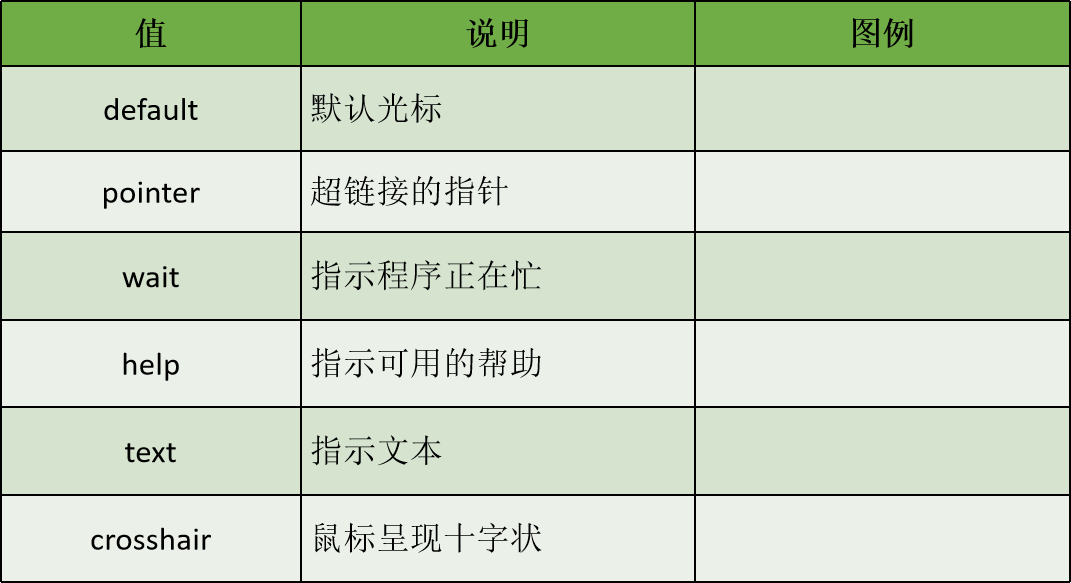 值 说明 图例
default 默认光标
pointer 超链接的指针
wait 指示程序正在忙
help 指示可用的帮助
text 指示文本
crosshair 鼠标呈现十字状